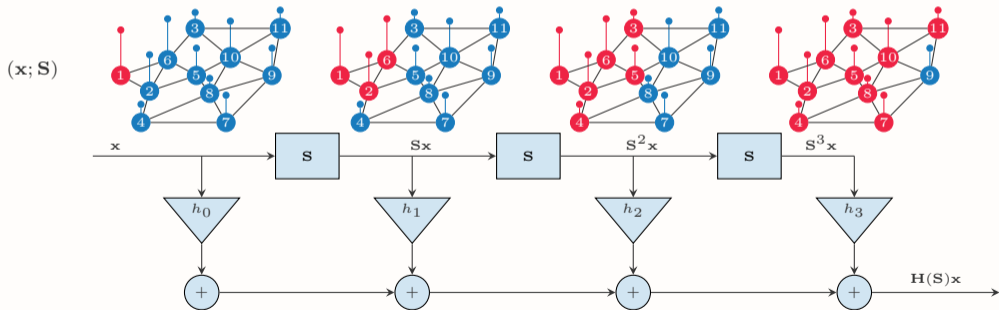 3 11 3 11 3 11 3 11
6 10 6 10 6 10 6 10
(x; S) 1 5 9 1 5 9 1 5 9 1 5 9
2 8 2 8 2 8 2 8
4 7 4 7 4 7 4 7
x S Sx S S²x S S³x
h₀ h₁ h₂ h₃
+ + + + H(S)x